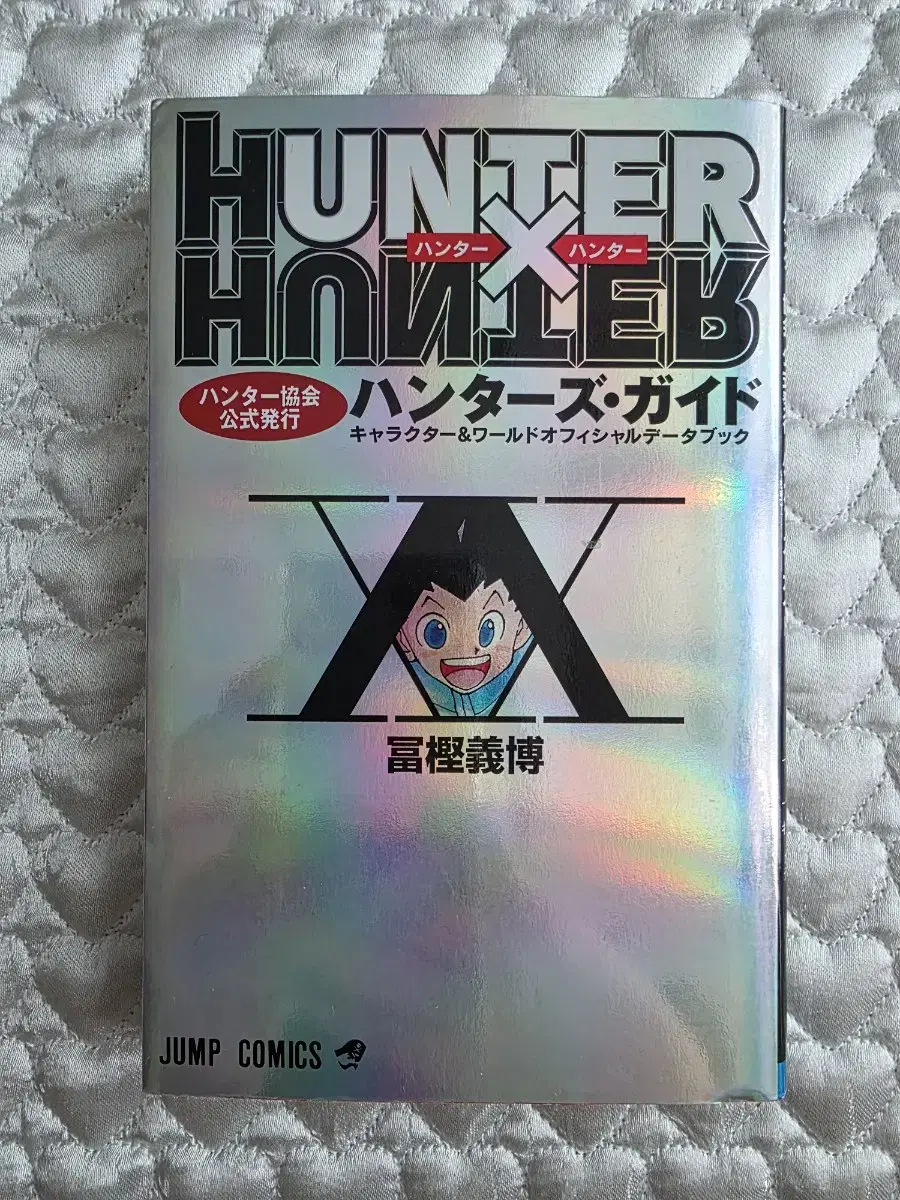 HUNTER
ハンター×ハンター
HUNTER
ハンター協会
公式発行
ハンターズ・ガイド
キャラクター&ワールドオフィシャルデータブック
冨樫義博
JUMP COMICS